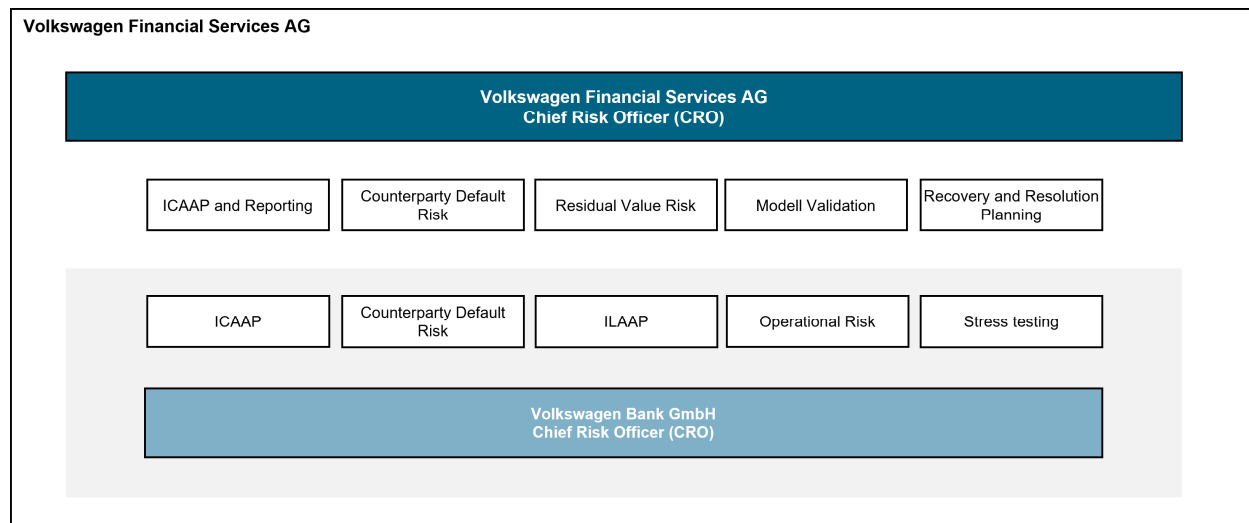 Volkswagen Financial Services AG
Volkswagen Financial Services AG
Chief Risk Officer (CRO)
ICAAP and Reporting
Counterparty Default
Risk
Residual Value Risk
Modell Validation
Recovery and Resolution
Planning
ICAAP
Counterparty Default
Risk
ILAAP
Operational Risk
Stress testing
Volkswagen Bank GmbH
Chief Risk Officer (CRO)